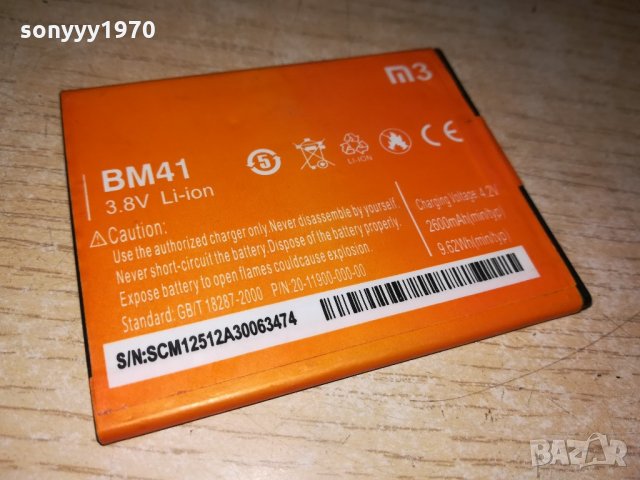 sonyyy1970
m3
BM41
3.8V Li-ion
5
LI-ION
CE
Charging Voltage: 4.2V
2600mAh(min/typ)
9.62Wh(min/typ)
Caution:
Use the authorized charger only.Never disassemble by yourself.
Never short-circuit the battery.Dispose of the battery properly.
Expose battery to open flames couldcause explosion.
Standard: GB/T 18287-2000 P/N:20-11900-000-00
S/N:SCM12512A30063474
BAZAR